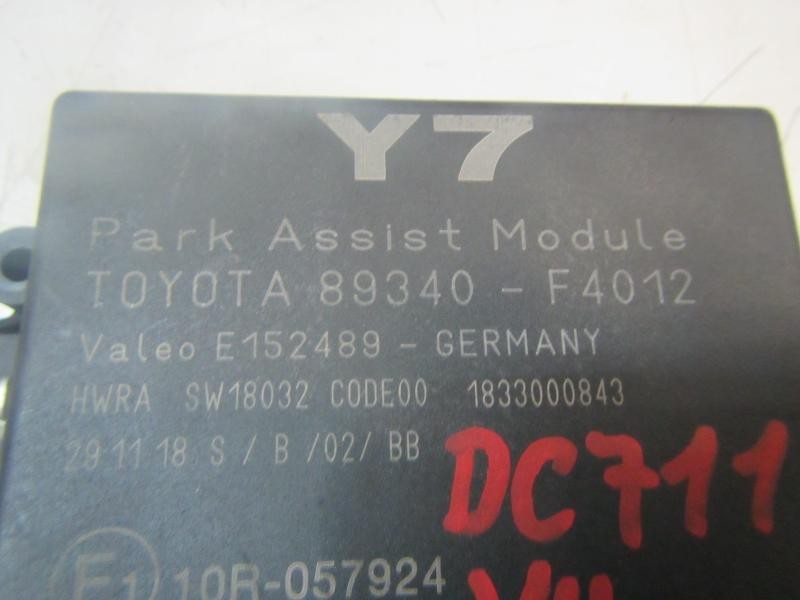 Y7
Park Assist Module
TOYOTA 89340 - F4012
Valeo E152489 - GERMANY
HWRA SW18032 CODE00 1833000843
29 11 18 S / B /02/ BB
DC711
E1 10R-057924